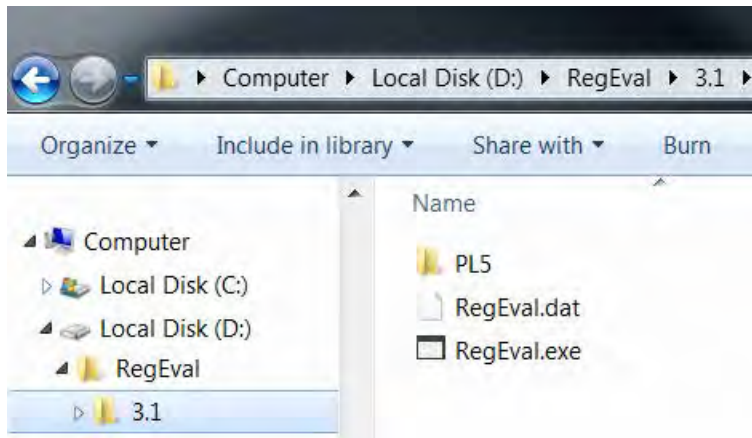 Computer Local Disk (D:) RegEval 3.1
Organize Include in library Share with Burn
Name
Computer
Local Disk (C:)
Local Disk (D:)
RegEval
3.1
PL5
RegEval.dat
RegEval.exe